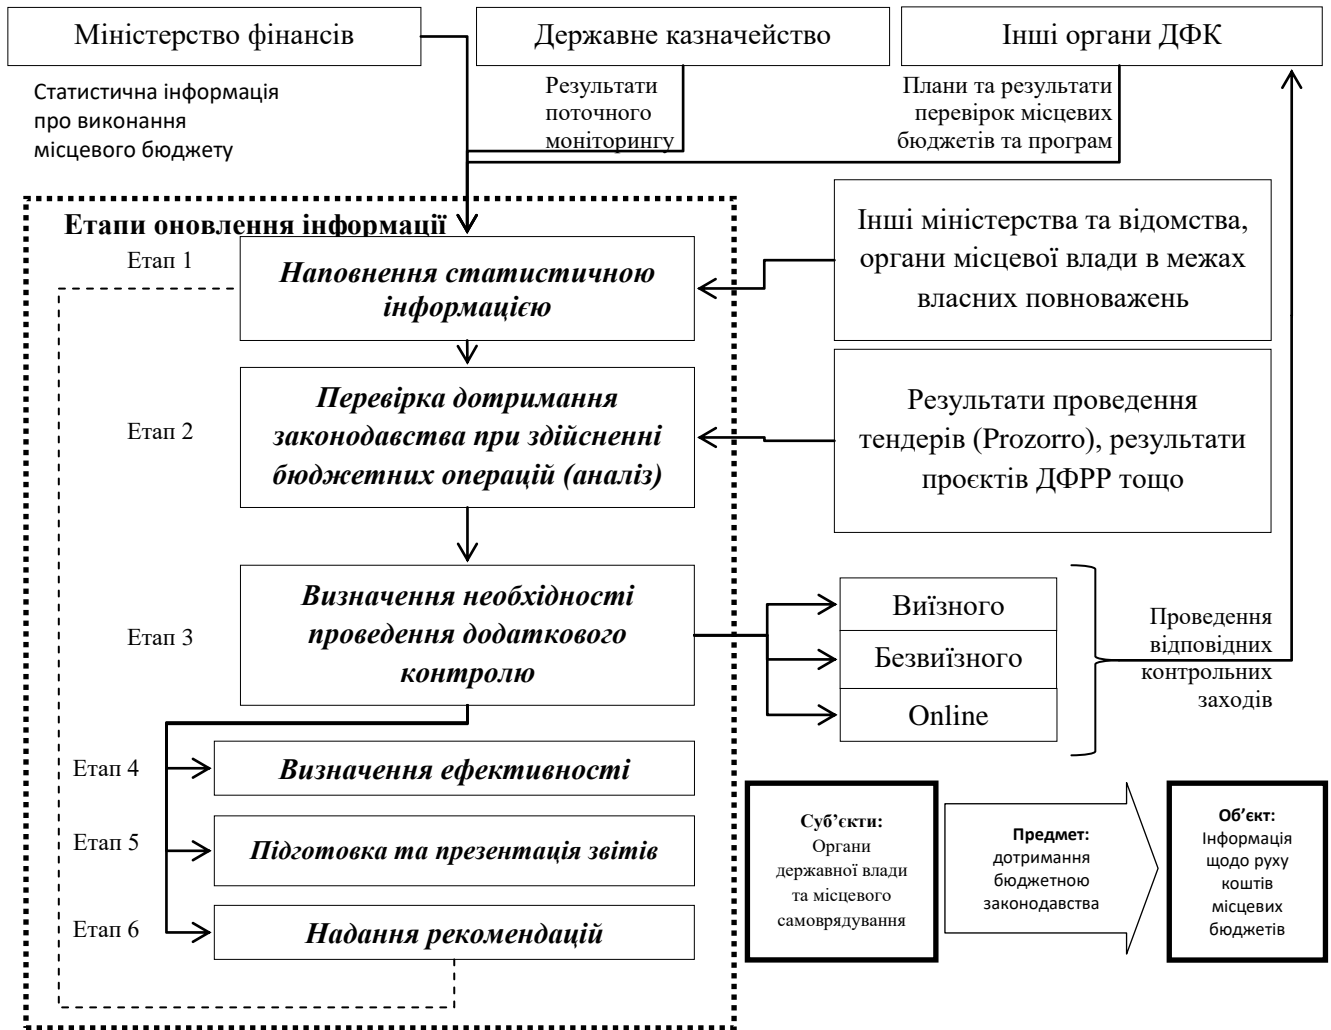 Міністерство фінансів
Державне казначейство
Інші органи ДФК
Статистична інформація
про виконання
місцевого бюджету
Результати
поточного
моніторингу
Плани та результати
перевірок місцевих
бюджетів та програм
Етапи оновлення інформації
Етап 1
Наповнення статистичною
інформацією
Інші міністерства та відомства,
органи місцевої влади в межах
власних повноважень
Етап 2
Перевірка дотримання
законодавства при здійсненні
бюджетних операцій (аналіз)
Результати проведення
тендерів (Prozorro), результати
проєктів ДФРР тощо
Етап 3
Визначення необхідності
проведення додаткового
контролю
Виїзного
Безвиїзного
Online
Проведення
відповідних
контрольних
заходів
Етап 4
Визначення ефективності
Етап 5
Підготовка та презентація звітів
Етап 6
Надання рекомендацій
Суб’єкти:
Органи
державної влади
та місцевого
самоврядування
Предмет:
дотримання
бюджетною
законодавства
Об’єкт:
Інформація
щодо руху
коштів
місцевих
бюджетів